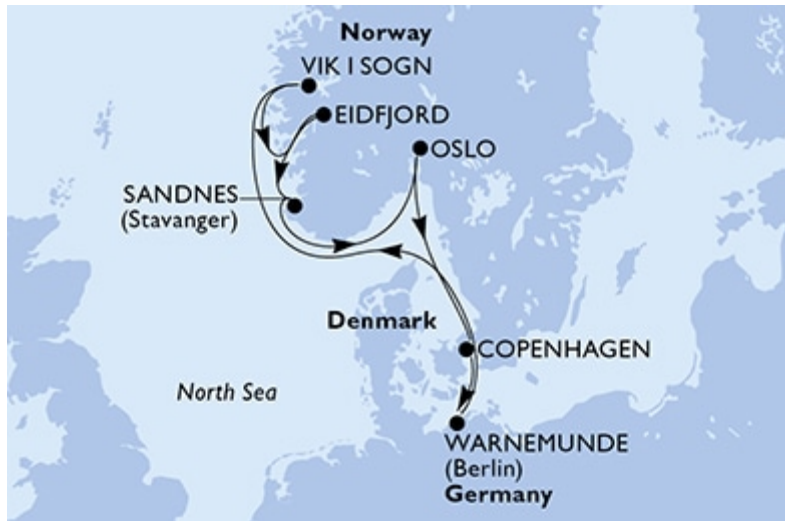 Norway
VIK I SOGN
EIDFJORD
OSLO
SANDNES
(Stavanger)
Denmark
COPENHAGEN
North Sea
WARNEMUNDE
(Berlin)
Germany